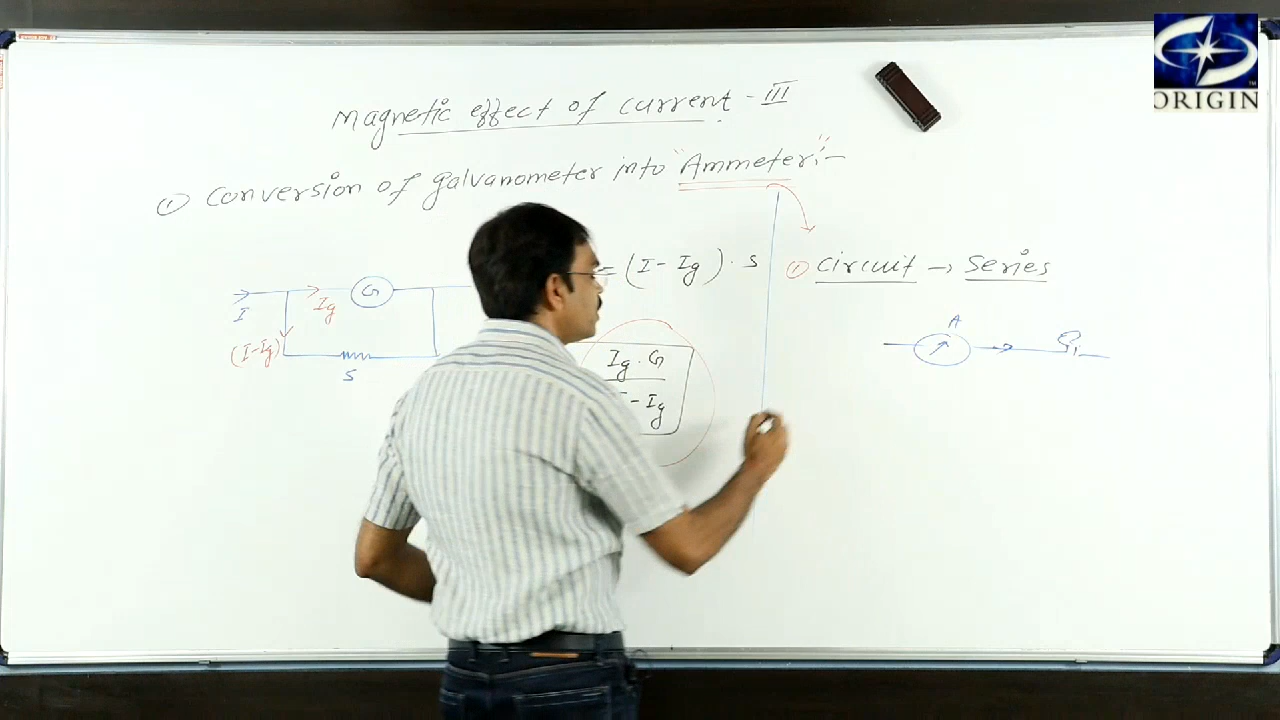 Magnetic effect of current - III
① Conversion of galvanometer into "Ammeter":-
= (I - Ig) . S
① Circuit → Series
I
Ig
G
(I-Ig)
S
Ig . G
- Ig
A
ORIGIN